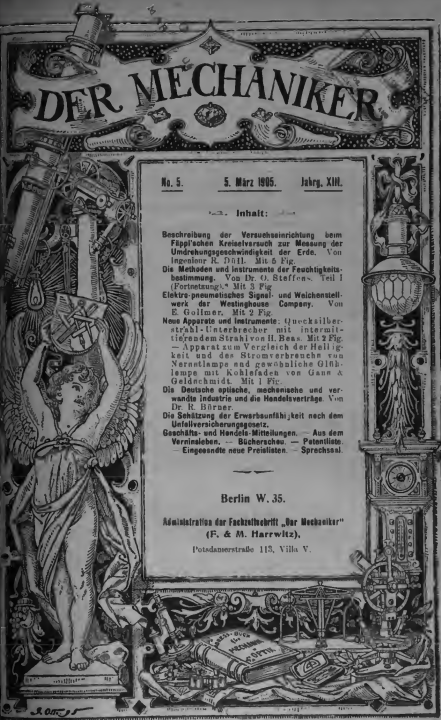 DER MECHANIKER
No. 5. 5. März 1905. Jahrg. XIII.
Inhalt:
Beschreibung der Versuchseinrichtung beim
Föppl'schen Kreiselversuch zur Messung der
Umdrehungsgeschwindigkeit der Erde. Von
Ingenieur R. Düll. Mit 5 Fig.
Die Methoden und Instrumente der Feuchtigkeits-
bestimmung. Von Dr. O. Steffens. Teil I
(Fortsetzung).* Mit 3 Fig
Elektro-pneumatisches Signal- und Weichenstell-
werk der Westinghouse Company. Von
E. Gollmer. Mit 2 Fig.
Neue Apparate und Instrumente: Quecksilber-
strahl-Unterbrecher mit intermit-
tierendem Strahl von H. Beas. Mit 2 Fig.
— Apparat zum Vergleich der Hellig-
keit und des Stromverbrauchs von
Nernstlampe und gewöhnliche Glüh-
lampe mit Kohlefaden von Gans &
Goldschmidt. Mit 1 Fig.
Die Deutsche optische, mechanische und ver-
wandte Industrie und die Handelsverträge. Von
Dr. R. Börner.
Die Schätzung der Erwerbsunfähigkeit nach dem
Unfallversicherungsgesetz.
Geschäfts- und Handels-Mitteilungen. — Aus dem
Vereinsleben. — Bücherschau. — Patentliste.
— Eingesandte neue Preislisten. — Sprechsaal.
Berlin W. 35.
Administration der Fachzeitschrift „Der Mechaniker"
(F. & M. Harrwitz),
Potsdamerstraße 113, Villa V.
MECHANIK
OPTIK